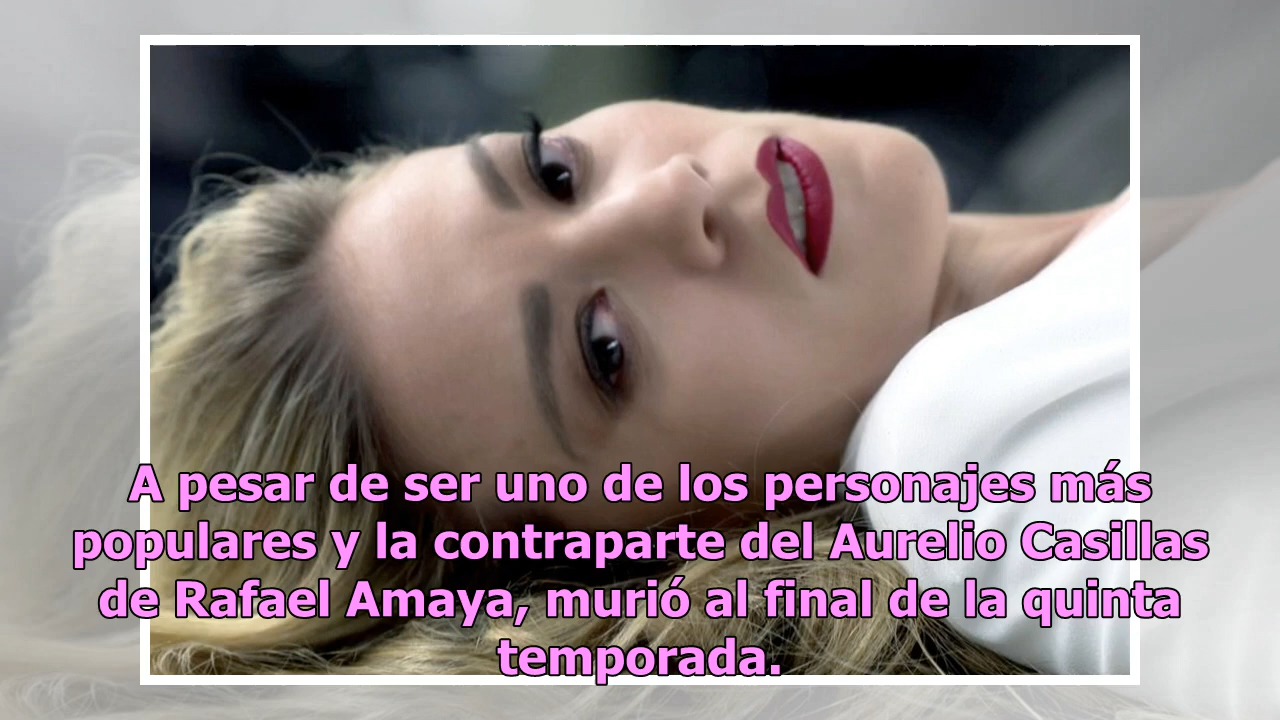 A pesar de ser uno de los personajes más
populares y la contraparte del Aurelio Casillas
de Rafael Amaya, murió al final de la quinta
temporada.